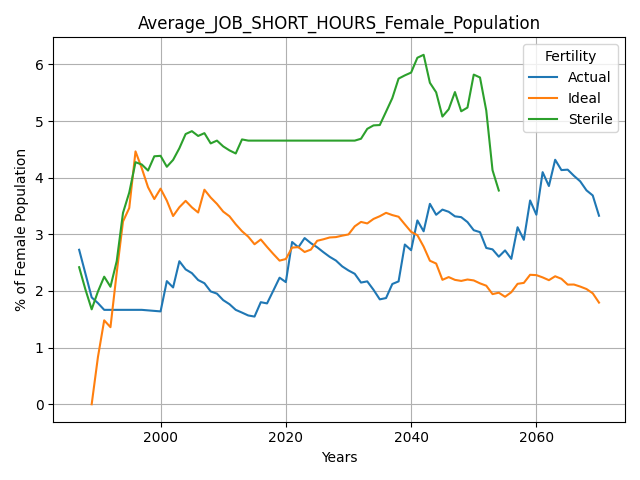 Average_JOB_SHORT_HOURS_Female_Population
Fertility
Actual
Ideal
Sterile
% of Female Population
6
5
4
3
2
1
0
2000
2020
2040
2060
Years